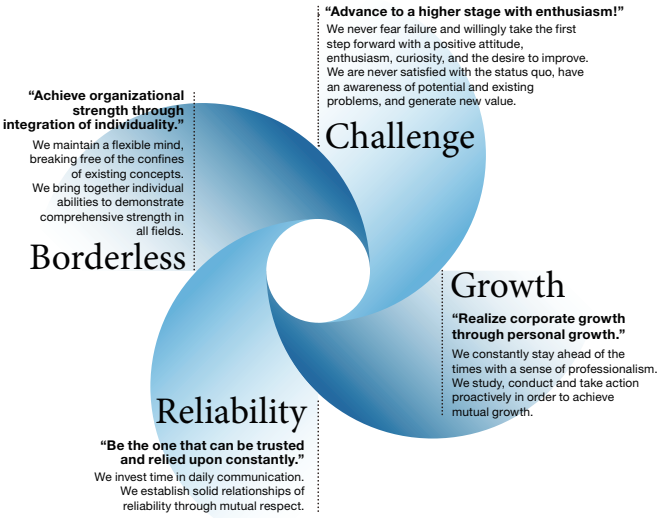 “Advance to a higher stage with enthusiasm!”
We never fear failure and willingly take the first
step forward with a positive attitude,
enthusiasm, curiosity, and the desire to improve.
We are never satisfied with the status quo, have
an awareness of potential and existing
problems, and generate new value.
Challenge
“Achieve organizational
strength through
integration of individuality.”
We maintain a flexible mind,
breaking free of the confines
of existing concepts.
We bring together individual
abilities to demonstrate
comprehensive strength in
all fields.
Borderless
Growth
“Realize corporate growth
through personal growth.”
We constantly stay ahead of the
times with a sense of professionalism.
We study, conduct and take action
proactively in order to achieve
mutual growth.
Reliability
“Be the one that can be trusted
and relied upon constantly.”
We invest time in daily communication.
We establish solid relationships of
reliability through mutual respect.